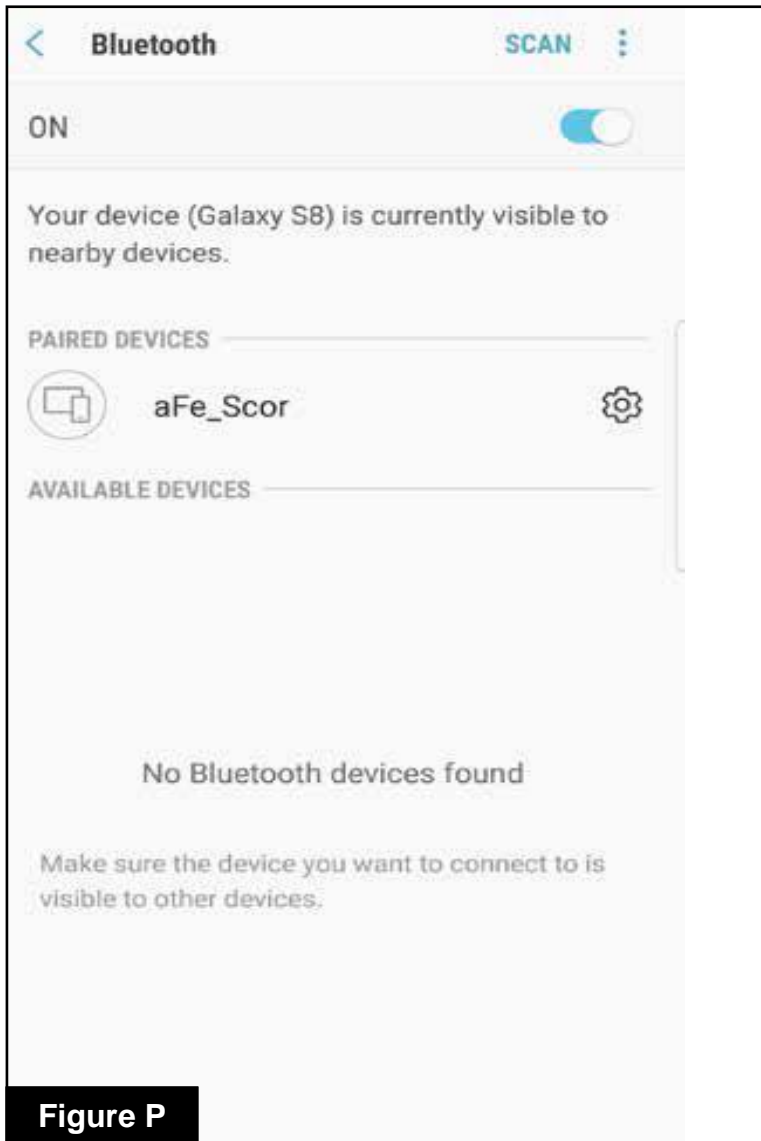 Bluetooth SCAN
ON
Your device (Galaxy S8) is currently visible to
nearby devices.
PAIRED DEVICES
aFe_Scor
AVAILABLE DEVICES
No Bluetooth devices found
Make sure the device you want to connect to is
visible to other devices.
Figure P